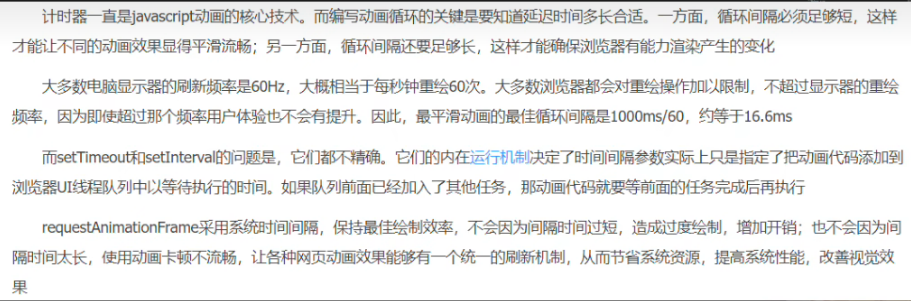 计时器一直是javascript动画的核心技术。而编写动画循环的关键是要知道延迟时间多长合适。一方面，循环间隔必须足够短，这样
才能让不同的动画效果显得平滑流畅；另一方面，循环间隔还要足够长，这样才能确保浏览器有能力渲染产生的变化
大多数电脑显示器的刷新频率是60Hz，大概相当于每秒钟重绘60次。大多数浏览器都会对重绘操作加以限制，不超过显示器的重绘
频率，因为即使超过那个频率用户体验也不会有提升。因此，最平滑动画的最佳循环间隔是1000ms/60，约等于16.6ms
而setTimeout和setInterval的问题是，它们都不精确。它们的内在运行机制决定了时间间隔参数实际上只是指定了把动画代码添加到
浏览器UI线程队列中以等待执行的时间。如果队列前面已经加入了其他任务，那动画代码就要等前面的任务完成后再执行
requestAnimationFrame采用系统时间间隔，保持最佳绘制效率，不会因为间隔时间过短，造成过度绘制，增加开销；也不会因为间
隔时间太长，使用动画卡顿不流畅，让各种网页动画效果能够有一个统一的刷新机制，从而节省系统资源，提高系统性能，改善视觉效
果